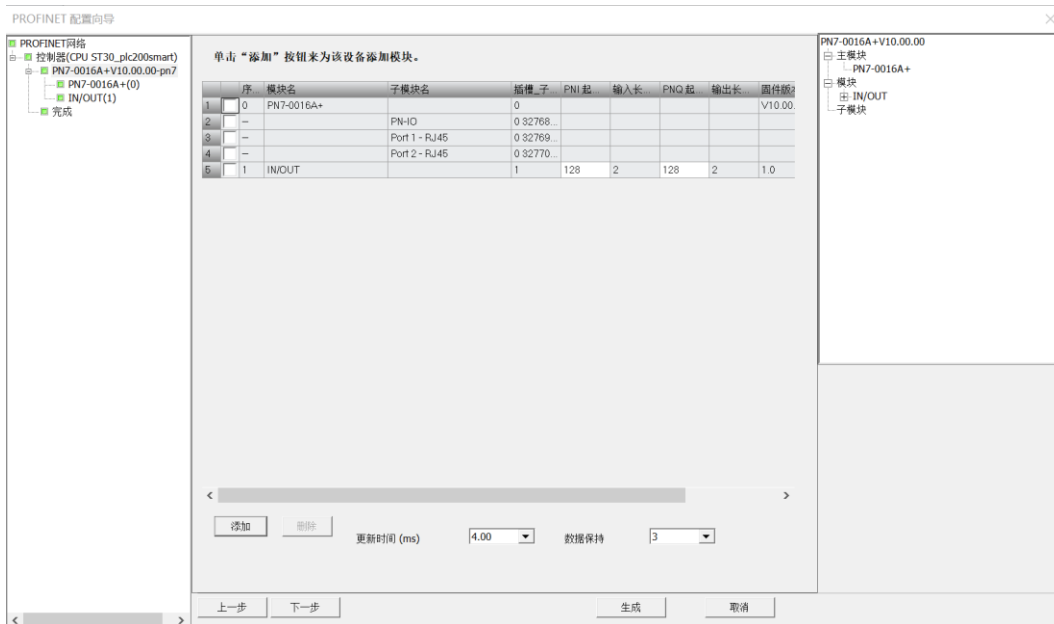 PROFINET 配置向导
PROFINET网络
控制器(CPU ST30_plc200smart)
PN7-0016A+V10.00.00-pn7
PN7-0016A+(0)
IN/OUT(1)
完成
单击“添加”按钮来为该设备添加模块。
序... 模块名 子模块名 插槽_子... PNI 起... 输入长... PNQ 起... 输出长... 固件版本
1 0 PN7-0016A+ 0 V10.00.
2 -- PN-IO 0 32768...
3 -- Port 1 - RJ45 0 32769...
4 -- Port 2 - RJ45 0 32770...
5 1 IN/OUT 1 128 2 128 2 1.0
添加 删除 更新时间 (ms) 4.00 数据保持 3
上一步 下一步 生成 取消
PN7-0016A+V10.00.00
主模块
PN7-0016A+
模块
IN/OUT
子模块